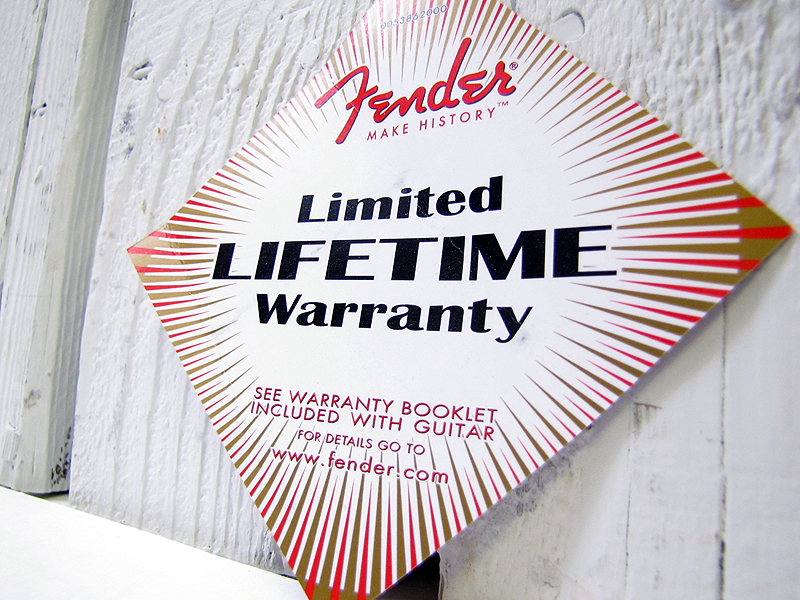 0053862000
Fender®
MAKE HISTORY™
Limited
LIFETIME
Warranty
SEE WARRANTY BOOKLET
INCLUDED WITH GUITAR
FOR DETAILS GO TO
www.fender.com